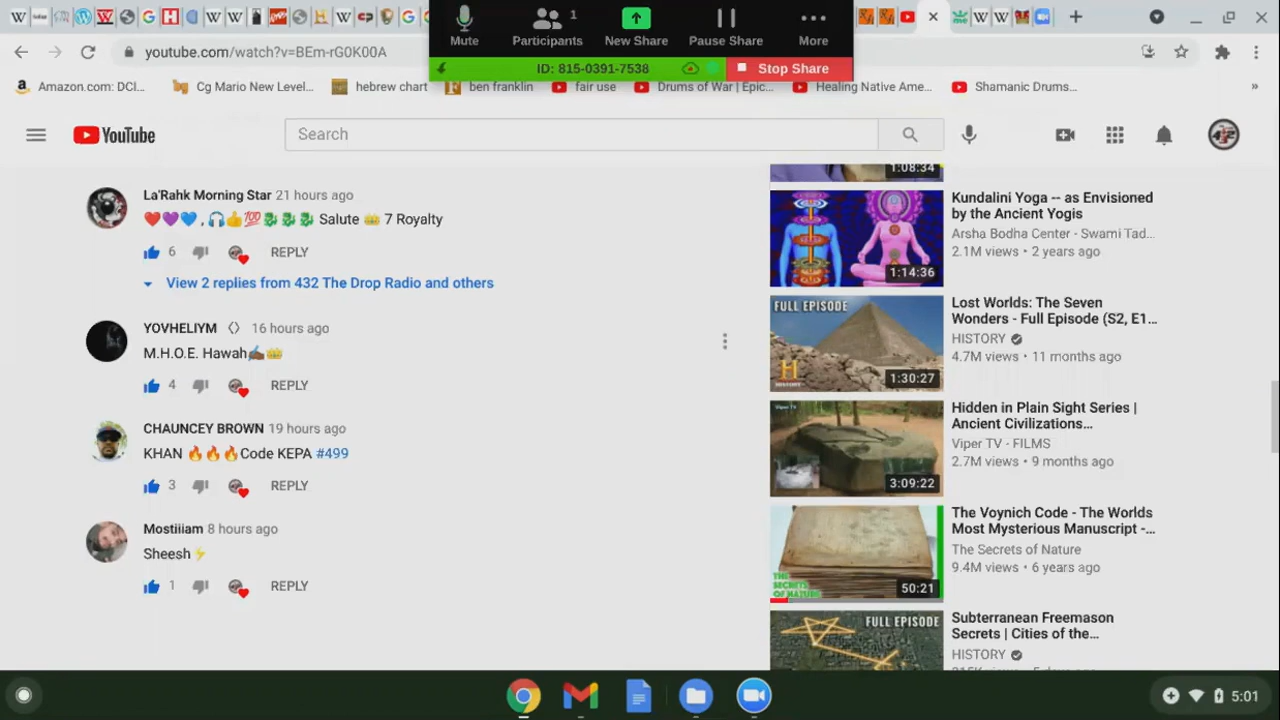 Mute
Participants
1
New Share
Pause Share
More
ID: 815-0391-7538
Stop Share
youtube.com/watch?v=BEm-rG0K00A
Amazon.com: DCI...
Cg Mario New Level...
hebrew chart
ben franklin
fair use
Drums of War | Epic...
Healing Native Ame...
Shamanic Drums...
»
YouTube
Search
La'Rahk Morning Star 21 hours ago
❤️💜💙,🎧👍💯🐉🐉🐉 Salute 👑 7 Royalty
6 REPLY
View 2 replies from 432 The Drop Radio and others
YOVHELIYM 16 hours ago
M.H.O.E. Hawah✍🏾👑
4 REPLY
CHAUNCEY BROWN 19 hours ago
KHAN 🔥🔥🔥Code KEPA #499
3 REPLY
Mostiiiam 8 hours ago
Sheesh⚡
1 REPLY
1:08:34
1:14:36
Kundalini Yoga -- as Envisioned
by the Ancient Yogis
Arsha Bodha Center - Swami Tad...
2.1M views • 2 years ago
FULL EPISODE
H
HISTORY
1:30:27
Lost Worlds: The Seven
Wonders - Full Episode (S2, E1...
HISTORY
4.7M views • 11 months ago
Viper TV
3:09:22
Hidden in Plain Sight Series |
Ancient Civilizations...
Viper TV - FILMS
2.7M views • 9 months ago
THE
SECRETS
OF NATURE
50:21
The Voynich Code - The Worlds
Most Mysterious Manuscript -...
The Secrets of Nature
9.4M views • 6 years ago
FULL EPISODE
Subterranean Freemason
Secrets | Cities of the...
HISTORY
5:01